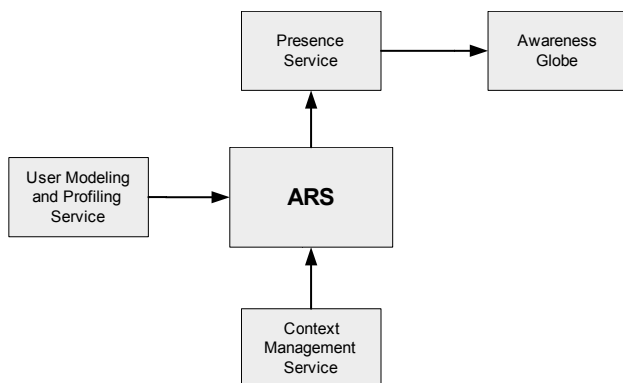 Presence
Service
Awareness
Globe
User Modeling
and Profiling
Service
ARS
Context
Management
Service